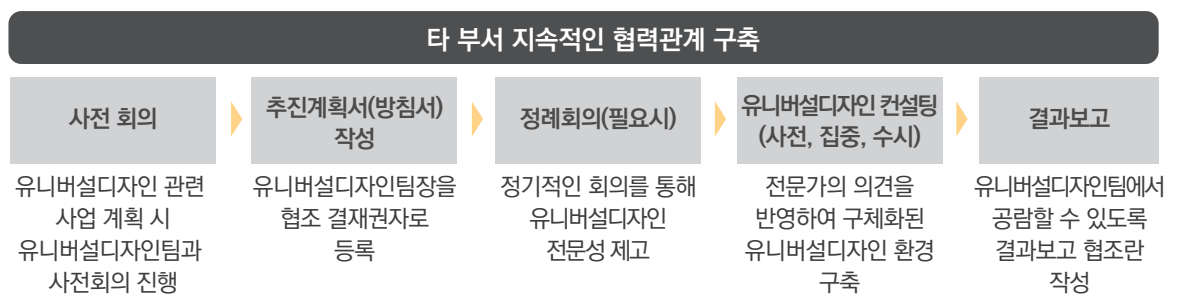 타 부서 지속적인 협력관계 구축
사전 회의
유니버설디자인 관련
사업 계획 시
유니버설디자인팀과
사전회의 진행
추진계획서(방침서)
작성
유니버설디자인팀장을
협조 결재권자로
등록
정례회의(필요시)
정기적인 회의를 통해
유니버설디자인
전문성 제고
유니버설디자인 컨설팅
(사전, 집중, 수시)
전문가의 의견을
반영하여 구체화된
유니버설디자인 환경
구축
결과보고
유니버설디자인팀에서
공람할 수 있도록
결과보고 협조란
작성